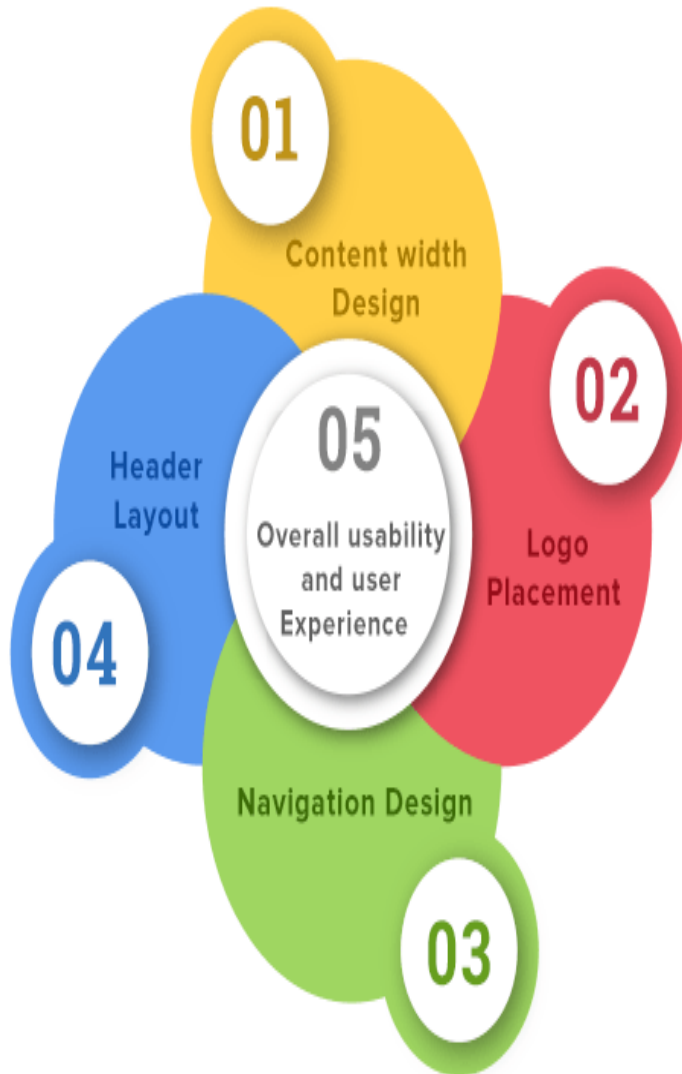 01
Content width
Design
02
Logo
Placement
03
Navigation Design
04
Header
Layout
05
Overall usability
and user
Experience